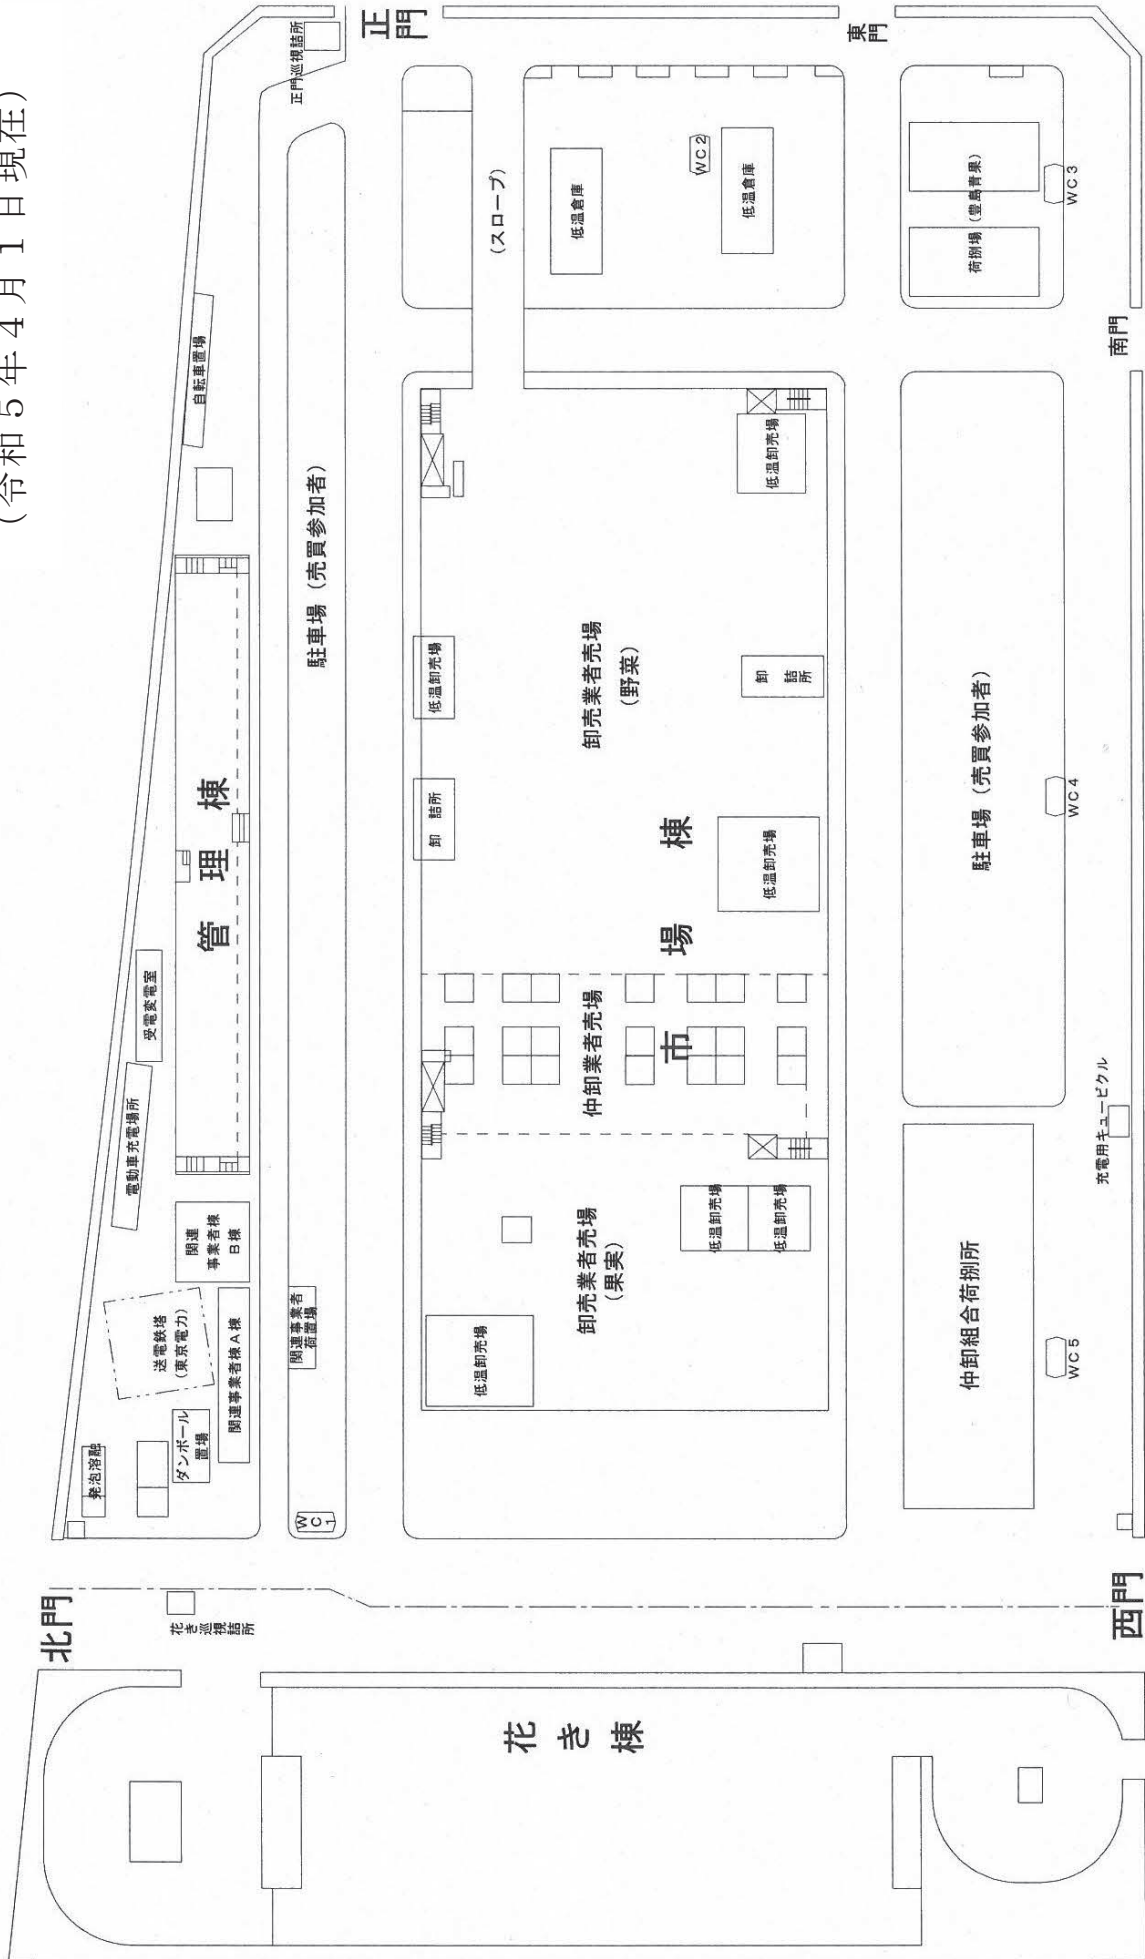 (令和5年4月1日現在)
正門
東門
正門巡視詰所
(スロープ)
低温倉庫
WC2
低温倉庫
荷捌場 (豊島青果)
WC3
南門
自転車置場
駐車場 (売買参加者)
低温卸売場
低温卸売場
卸売業者売場
(野菜)
卸 詰所
卸 詰所
管理棟
低温卸売場
市場棟
駐車場 (売買参加者)
WC4
受電変電室
電動車充電場所
仲卸業者売場
充電用キュービクル
関連
事業者棟
B棟
送電鉄塔
(東京電力)
関連事業者棟A棟
関連事業者
荷置場
卸売業者売場
(果実)
低温卸売場
低温卸売場
低温卸売場
仲卸組合荷捌所
WC5
発泡溶融
ダンボール
置場
WC1
北門
花き巡視
詰所
西門
花き棟